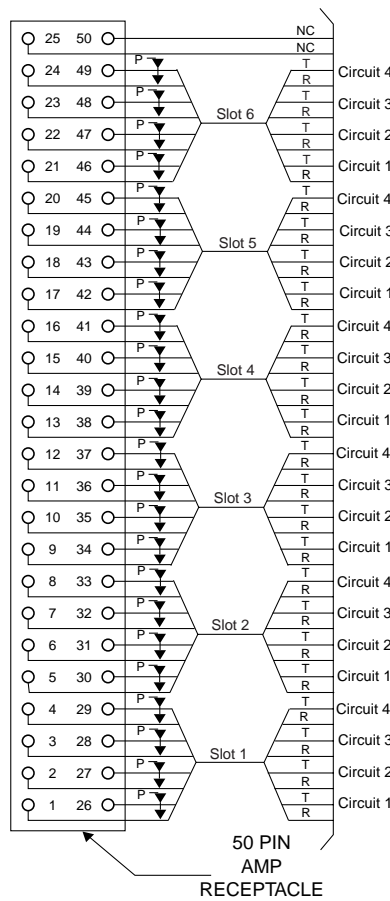 25 50 NC
NC
24 49 P T Circuit 4
R
23 48 P T Circuit 3
R
Slot 6
22 47 P T Circuit 2
R
21 46 P T Circuit 1
R
20 45 P T Circuit 4
R
19 44 P T Circuit 3
R
Slot 5
18 43 P T Circuit 2
R
17 42 P T Circuit 1
R
16 41 P T Circuit 4
R
15 40 P T Circuit 3
R
Slot 4
14 39 P T Circuit 2
R
13 38 P T Circuit 1
R
12 37 P T Circuit 4
R
11 36 P T Circuit 3
R
Slot 3
10 35 P T Circuit 2
R
9 34 P T Circuit 1
R
8 33 P T Circuit 4
R
7 32 P T Circuit 3
R
Slot 2
6 31 P T Circuit 2
R
5 30 P T Circuit 1
R
4 29 P T Circuit 4
R
3 28 P T Circuit 3
R
Slot 1
2 27 P T Circuit 2
R
1 26 P T Circuit 1
R
50 PIN
AMP
RECEPTACLE